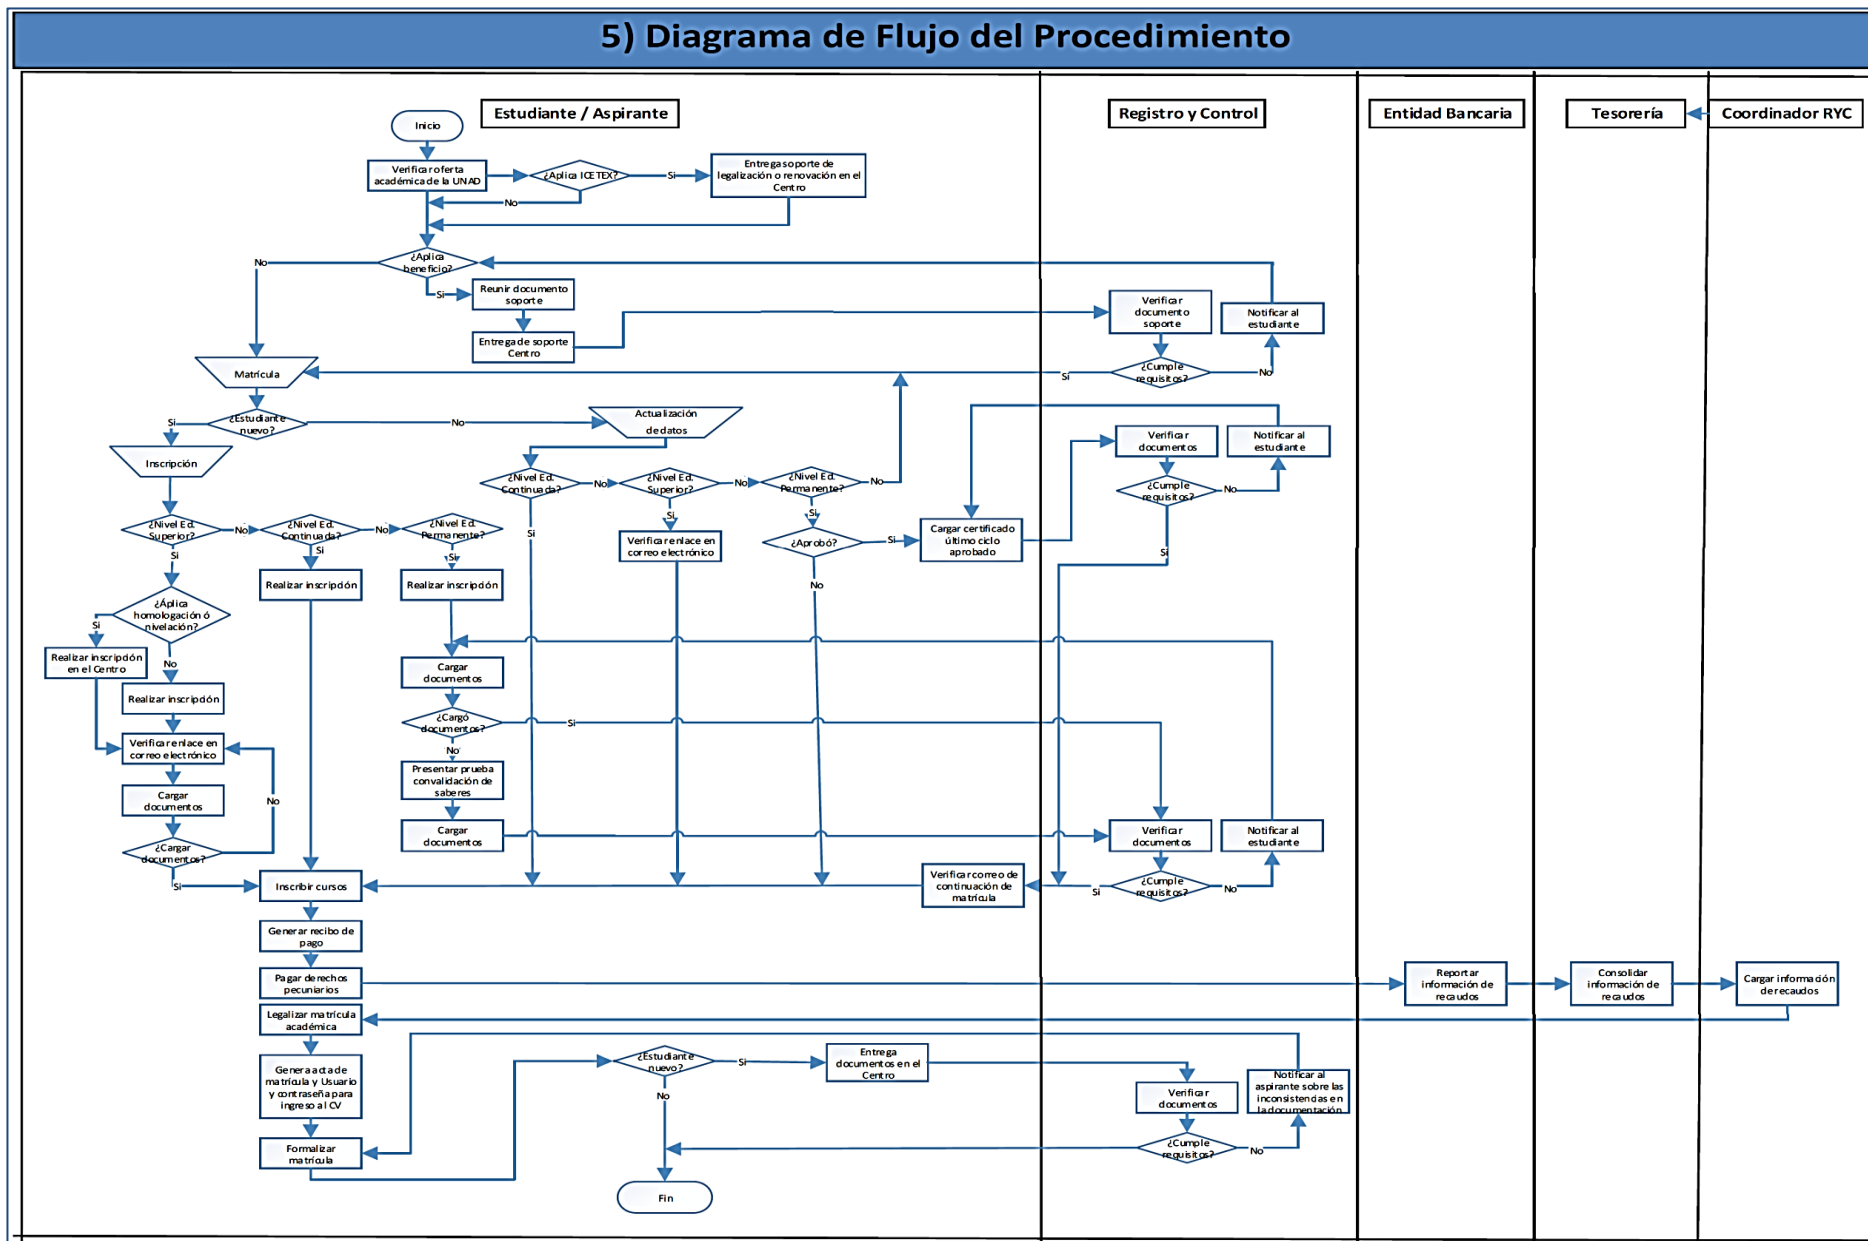 5) Diagrama de Flujo del Procedimiento
Estudiante / Aspirante
Registro y Control
Entidad Bancaria
Tesorería
Coordinador RYC
Inicio
Verificar oferta
académica de la UNAD
¿Aplica ICETEX?
Si
Entrega soporte de
legalización o renovación en el
Centro
No
¿Aplica
beneficio?
No
Si
Reunir documento
soporte
Entrega de soporte
Centro
Verificar
documento
soporte
Notificar al
estudiante
¿Cumple
requisitos?
Si
No
Matrícula
¿Estudiante
nuevo?
Si
No
Actualización
de datos
Inscripción
¿Nivel Ed.
Continuada?
No
¿Nivel Ed.
Superior?
No
¿Nivel Ed.
Permanente?
No
Verificar
documentos
Notificar al
estudiante
¿Cumple
requisitos?
No
Si
Si
Si
Si
Verificar enlace en
correo electrónico
¿Aprobó?
Si
No
Cargar certificado
último ciclo
aprobado
¿Nivel Ed.
Superior?
No
¿Nivel Ed.
Continuada?
No
¿Nivel Ed.
Permanente?
Si
Si
Si
Realizar inscripción
Realizar inscripción
¿Áplica
homologación ó
nivelación?
Si
No
Realizar inscripción
en el Centro
Realizar inscripción
Verificar enlace en
correo electrónico
Cargar
documentos
¿Cargar
documentos?
No
Si
Cargar
documentos
¿Cargó
documentos?
Si
No
Presentar prueba
convalidación de
saberes
Cargar
documentos
Verificar
documentos
Notificar al
estudiante
¿Cumple
requisitos?
Si
No
Verificar correo de
continuación de
matrícula
Inscribir cursos
Generar recibo de
pago
Pagar derechos
pecuniarios
Reportar
información de
recaudos
Consolidar
información de
recaudos
Cargar información
de recaudos
Legalizar matrícula
académica
Genera acta de
matrícula y Usuario
y contraseña para
ingreso al CV
Formalizar
matrícula
¿Estudiante
nuevo?
Si
No
Entrega
documentos en el
Centro
Verificar
documentos
Notificar al
aspirante sobre las
inconsistencias en
la documentación
¿Cumple
requisitos?
No
Fin